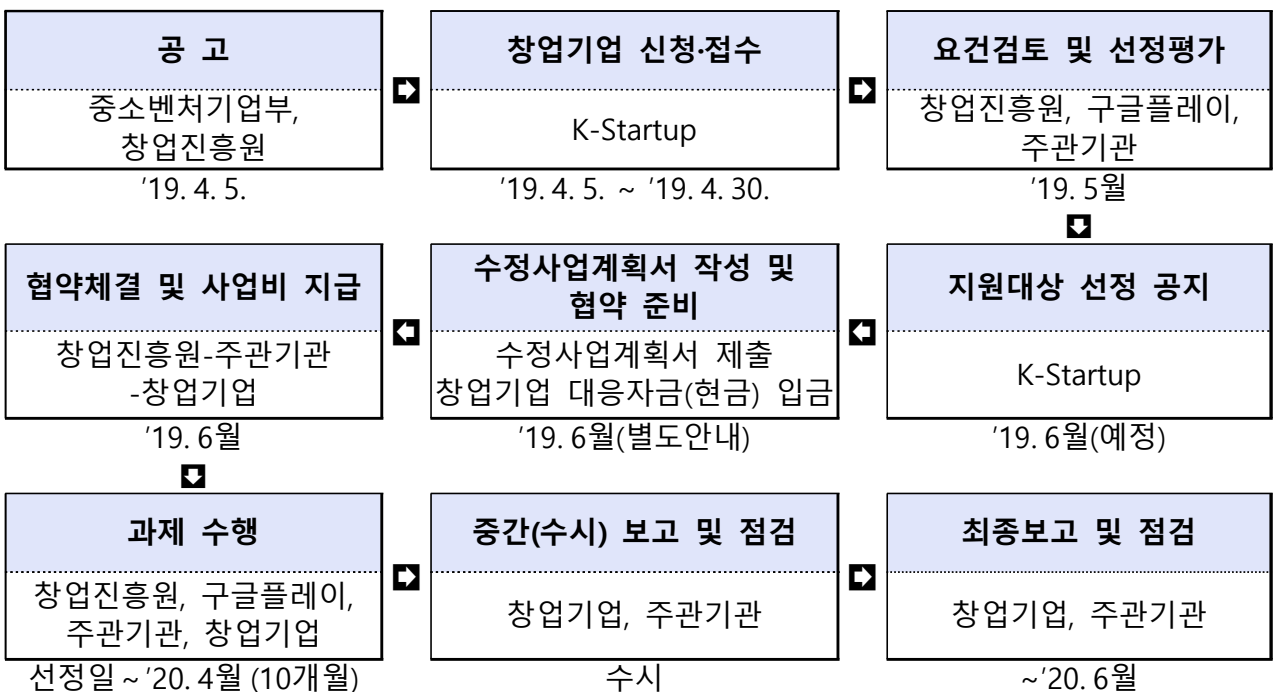 공 고
중소벤처기업부,
창업진흥원
'19. 4. 5.
창업기업 신청·접수
K-Startup
'19. 4. 5. ~ '19. 4. 30.
요건검토 및 선정평가
창업진흥원, 구글플레이,
주관기관
'19. 5월
지원대상 선정 공지
K-Startup
'19. 6월(예정)
수정사업계획서 작성 및
협약 준비
수정사업계획서 제출
창업기업 대응자금(현금) 입금
'19. 6월(별도안내)
협약체결 및 사업비 지급
창업진흥원-주관기관
-창업기업
'19. 6월
과제 수행
창업진흥원, 구글플레이,
주관기관, 창업기업
선정일 ~ '20. 4월 (10개월)
중간(수시) 보고 및 점검
창업기업, 주관기관
수시
최종보고 및 점검
창업기업, 주관기관
~'20. 6월